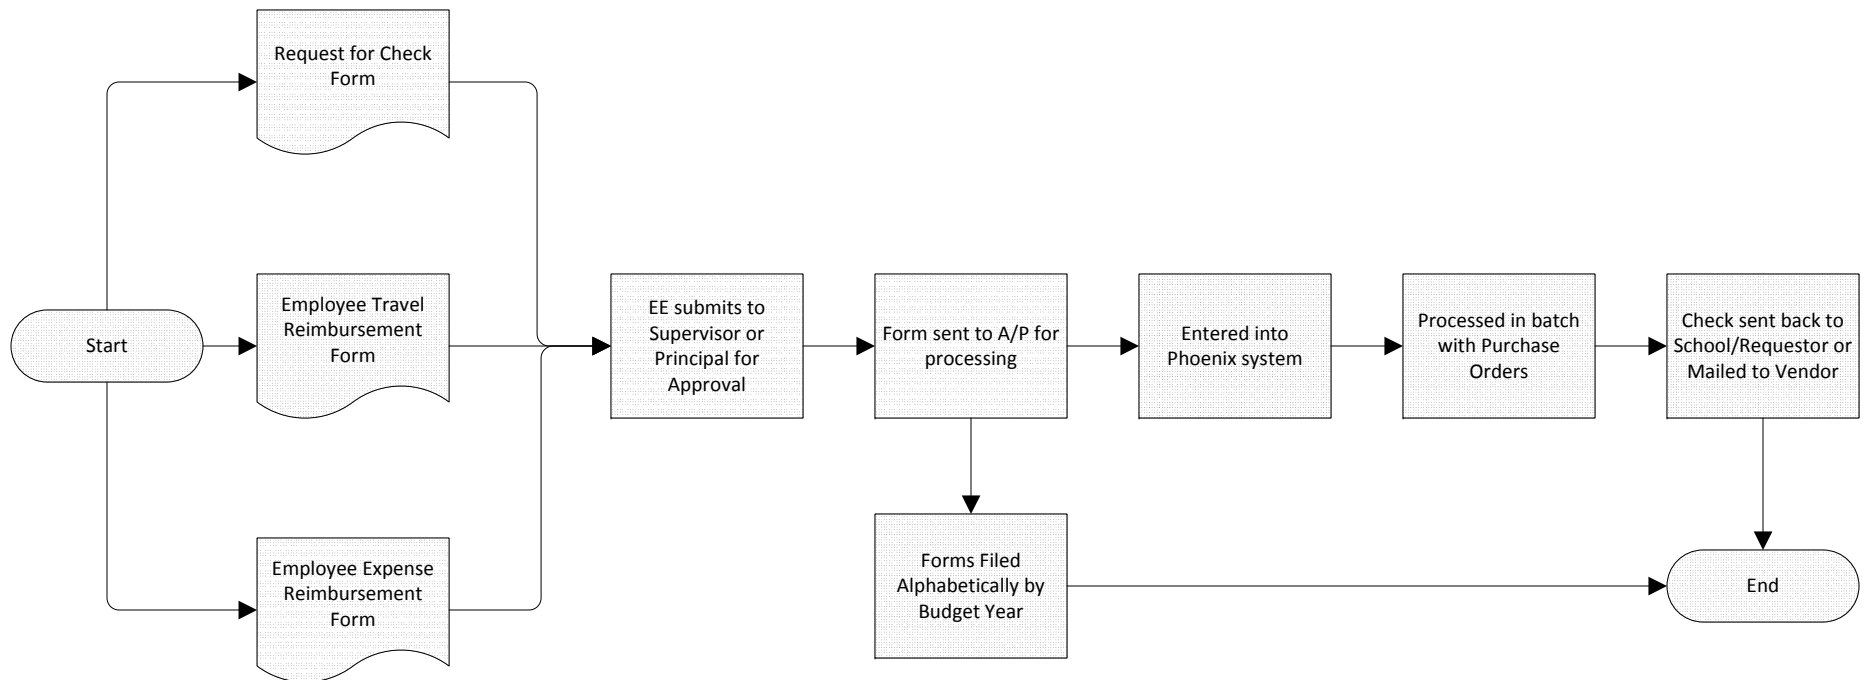 Request for Check
Form
Start
Employee Travel
Reimbursement
Form
Employee Expense
Reimbursement
Form
EE submits to
Supervisor or
Principal for
Approval
Form sent to A/P for
processing
Entered into
Phoenix system
Processed in batch
with Purchase
Orders
Check sent back to
School/Requestor or
Mailed to Vendor
Forms Filed
Alphabetically by
Budget Year
End